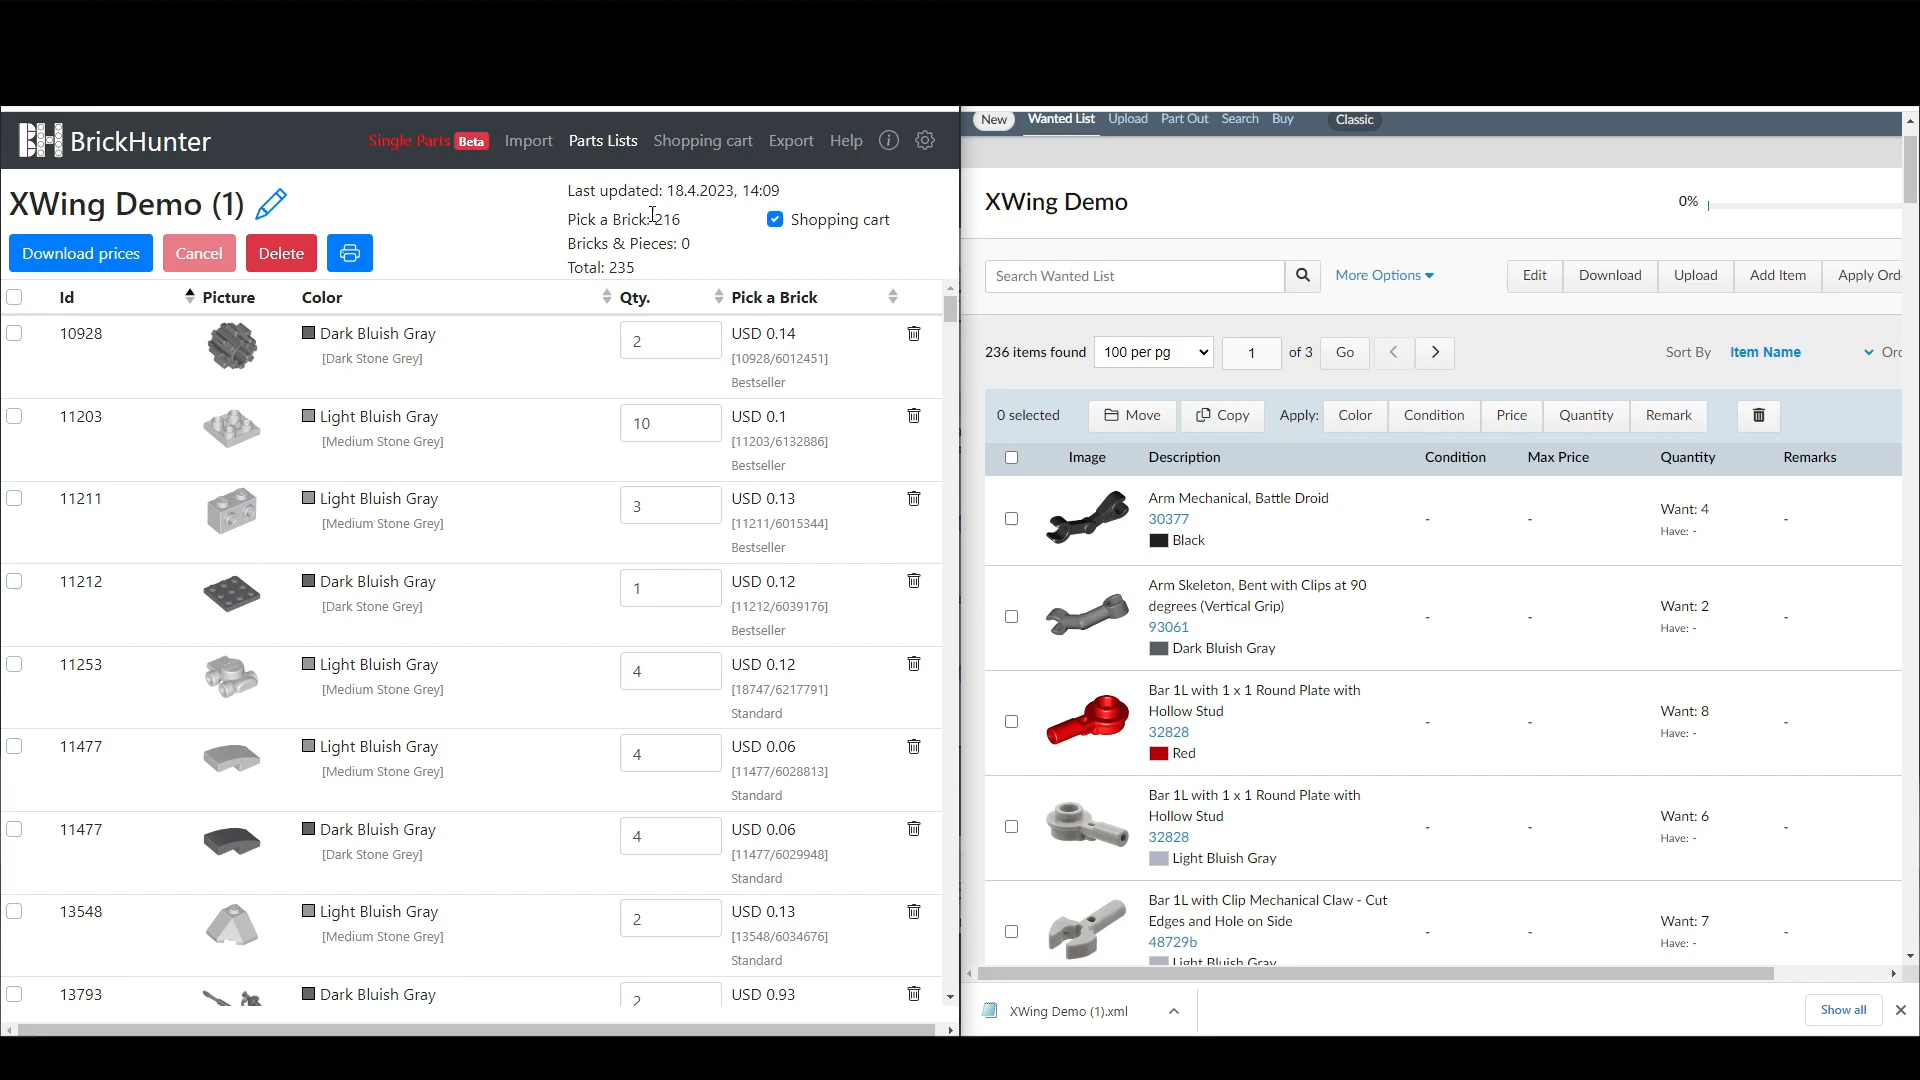 BrickHunter
Single Parts Beta Import Parts Lists Shopping cart Export Help
XWing Demo (1)
Last updated: 18.4.2023, 14:09
Pick a Brick: 216
Shopping cart
Bricks & Pieces: 0
Total: 235
Download prices Cancel Delete
Id Picture Color Qty. Pick a Brick
10928 Dark Bluish Gray 2 USD 0.14
[Dark Stone Grey] [10928/6012451]
Bestseller
11203 Light Bluish Gray 10 USD 0.1
[Medium Stone Grey] [11203/6132886]
Bestseller
11211 Light Bluish Gray 3 USD 0.13
[Medium Stone Grey] [11211/6015344]
Bestseller
11212 Dark Bluish Gray 1 USD 0.12
[Dark Stone Grey] [11212/6039176]
Bestseller
11253 Light Bluish Gray 4 USD 0.12
[Medium Stone Grey] [18747/6217791]
Standard
11477 Light Bluish Gray 4 USD 0.06
[Medium Stone Grey] [11477/6028813]
Standard
11477 Dark Bluish Gray 4 USD 0.06
[Dark Stone Grey] [11477/6029948]
Standard
13548 Light Bluish Gray 2 USD 0.13
[Medium Stone Grey] [13548/6034676]
Standard
13793 Dark Bluish Gray 2 USD 0.93
New Wanted List Upload Part Out Search Buy Classic
XWing Demo
0%
Search Wanted List More Options Edit Download Upload Add Item Apply Ord
236 items found 100 per pg 1 of 3 Go Sort By Item Name Orc
0 selected Move Copy Apply: Color Condition Price Quantity Remark
Image Description Condition Max Price Quantity Remarks
Arm Mechanical, Battle Droid
30377
Black
- - Want: 4 -
Have: -
Arm Skeleton, Bent with Clips at 90
degrees (Vertical Grip)
93061
Dark Bluish Gray
- - Want: 2 -
Have: -
Bar 1L with 1 x 1 Round Plate with
Hollow Stud
32828
Red
- - Want: 8 -
Have: -
Bar 1L with 1 x 1 Round Plate with
Hollow Stud
32828
Light Bluish Gray
- - Want: 6 -
Have: -
Bar 1L with Clip Mechanical Claw - Cut
Edges and Hole on Side
48729b
Light Bluish Gray
- - Want: 7 -
Have: -
XWing Demo (1).xml
Show all